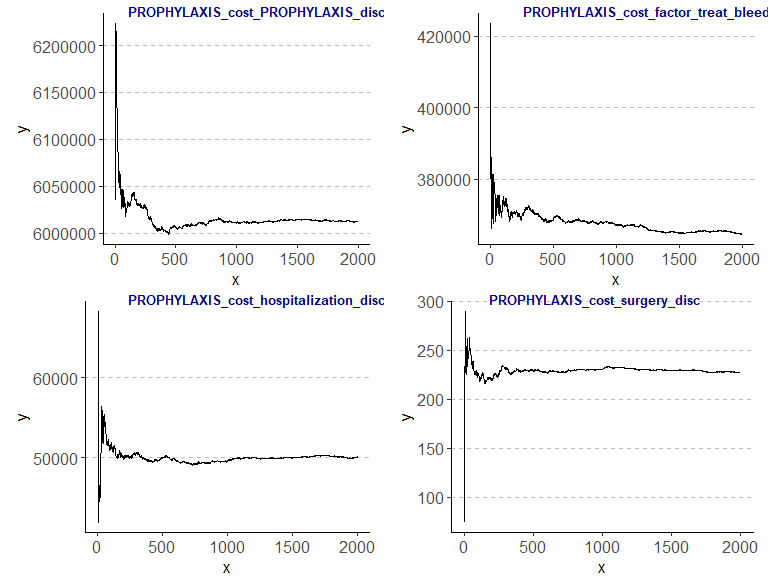 PROPHYLAXIS_cost_PROPHYLAXIS_disc
6200000
6150000
6100000
6050000
6000000
y
0 500 1000 1500 2000
x
PROPHYLAXIS_cost_factor_treat_bleed
420000
400000
380000
y
0 500 1000 1500 2000
x
PROPHYLAXIS_cost_hospitalization_disc
60000
50000
y
0 500 1000 1500 2000
x
PROPHYLAXIS_cost_surgery_disc
300
250
200
150
100
y
0 500 1000 1500 2000
x